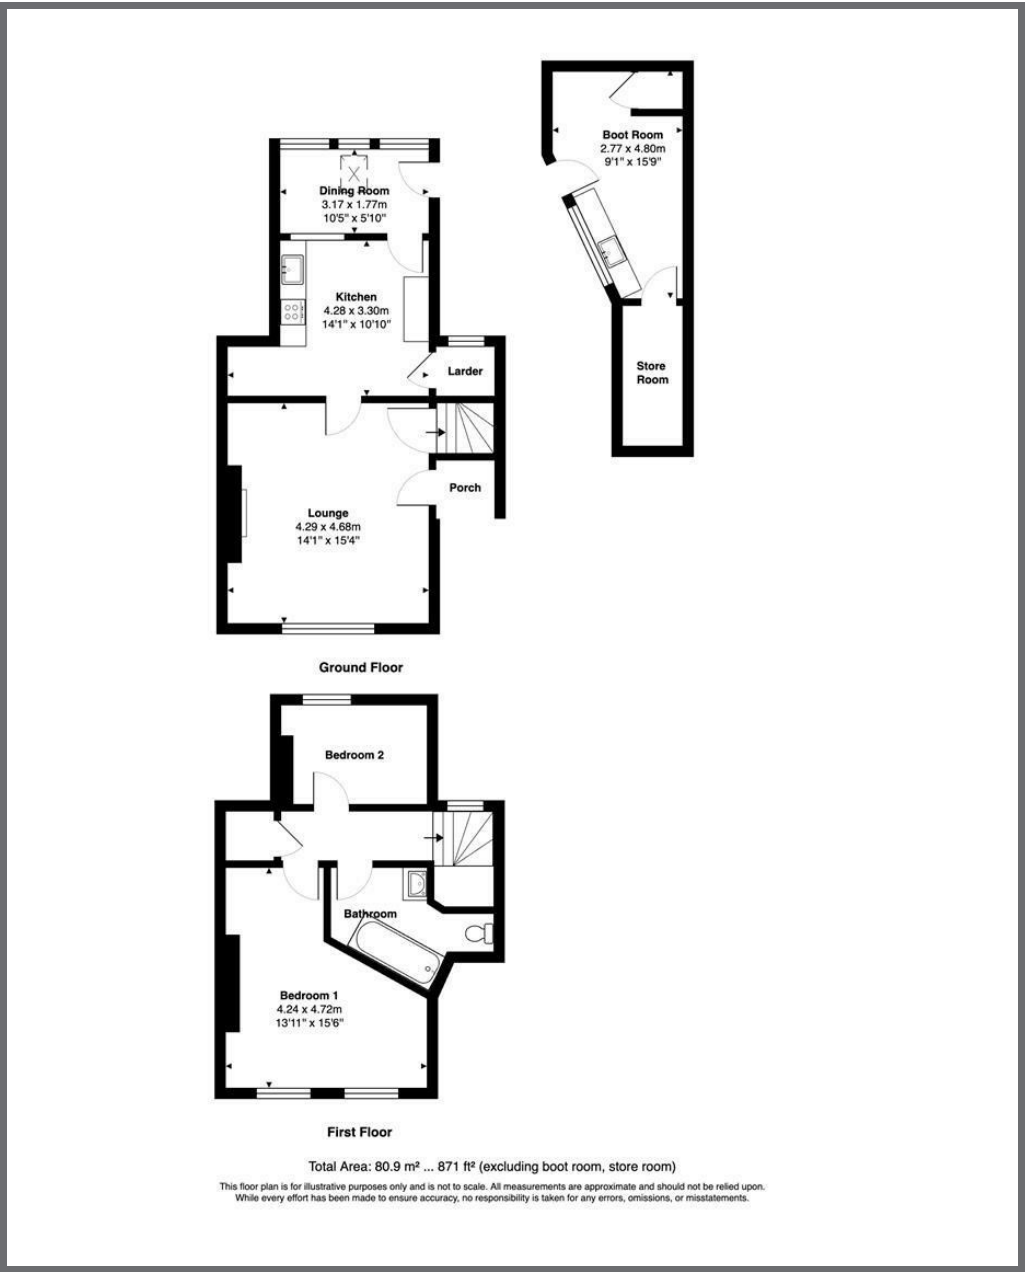 Boot Room
2.77 x 4.80m
9'1" x 15'9"
Dining Room
3.17 x 1.77m
10'5" x 5'10"
Kitchen
4.28 x 3.30m
14'1" x 10'10"
Larder
Store
Room
Porch
Lounge
4.29 x 4.68m
14'1" x 15'4"
Ground Floor
Bedroom 2
Bathroom
Bedroom 1
4.24 x 4.72m
13'11" x 15'6"
First Floor
Total Area: 80.9 m² ... 871 ft² (excluding boot room, store room)
This floor plan is for illustrative purposes only and is not to scale. All measurements are approximate and should not be relied upon.
While every effort has been made to ensure accuracy, no responsibility is taken for any errors, omissions, or misstatements.